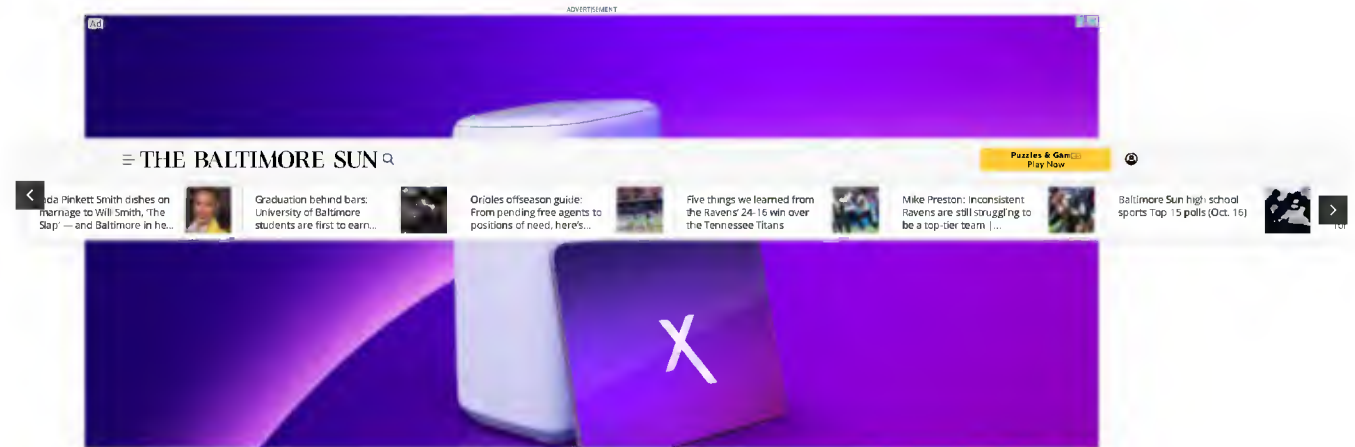 ADVERTISEMENT
Ad
THE BALTIMORE SUN
Puzzles & Games
Play Now
da Pinkett Smith dishes on
marriage to Will Smith, 'The
Slap' — and Baltimore in he...
Graduation behind bars:
University of Baltimore
students are first to earn...
Orioles offseason guide:
From pending free agents to
positions of need, here's...
Five things we learned from
the Ravens' 24-16 win over
the Tennessee Titans
Mike Preston: Inconsistent
Ravens are still struggling to
be a top-tier team |...
Baltimore Sun high school
sports Top 15 polls (Oct. 16)
X